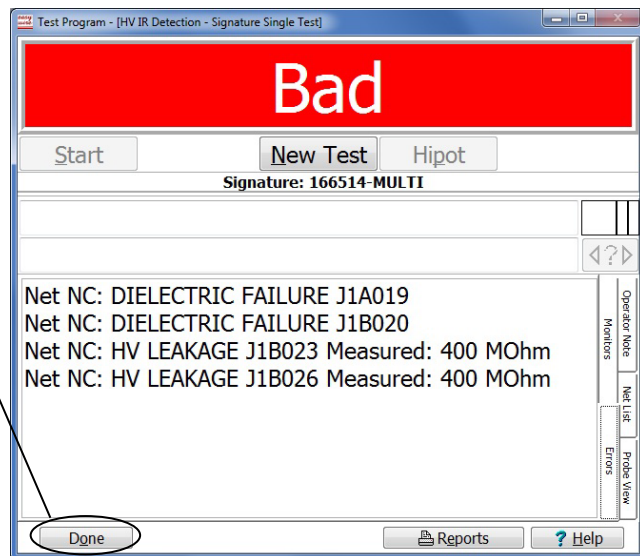 Test Program - [HV IR Detection - Signature Single Test]
Bad
Start New Test Hipot
Signature: 166514-MULTI
?
Net NC: DIELECTRIC FAILURE J1A019
Net NC: DIELECTRIC FAILURE J1B020
Net NC: HV LEAKAGE J1B023 Measured: 400 MOhm
Net NC: HV LEAKAGE J1B026 Measured: 400 MOhm
Operator Note
Monitors
Net List
Errors
Probe View
Done Reports ? Help